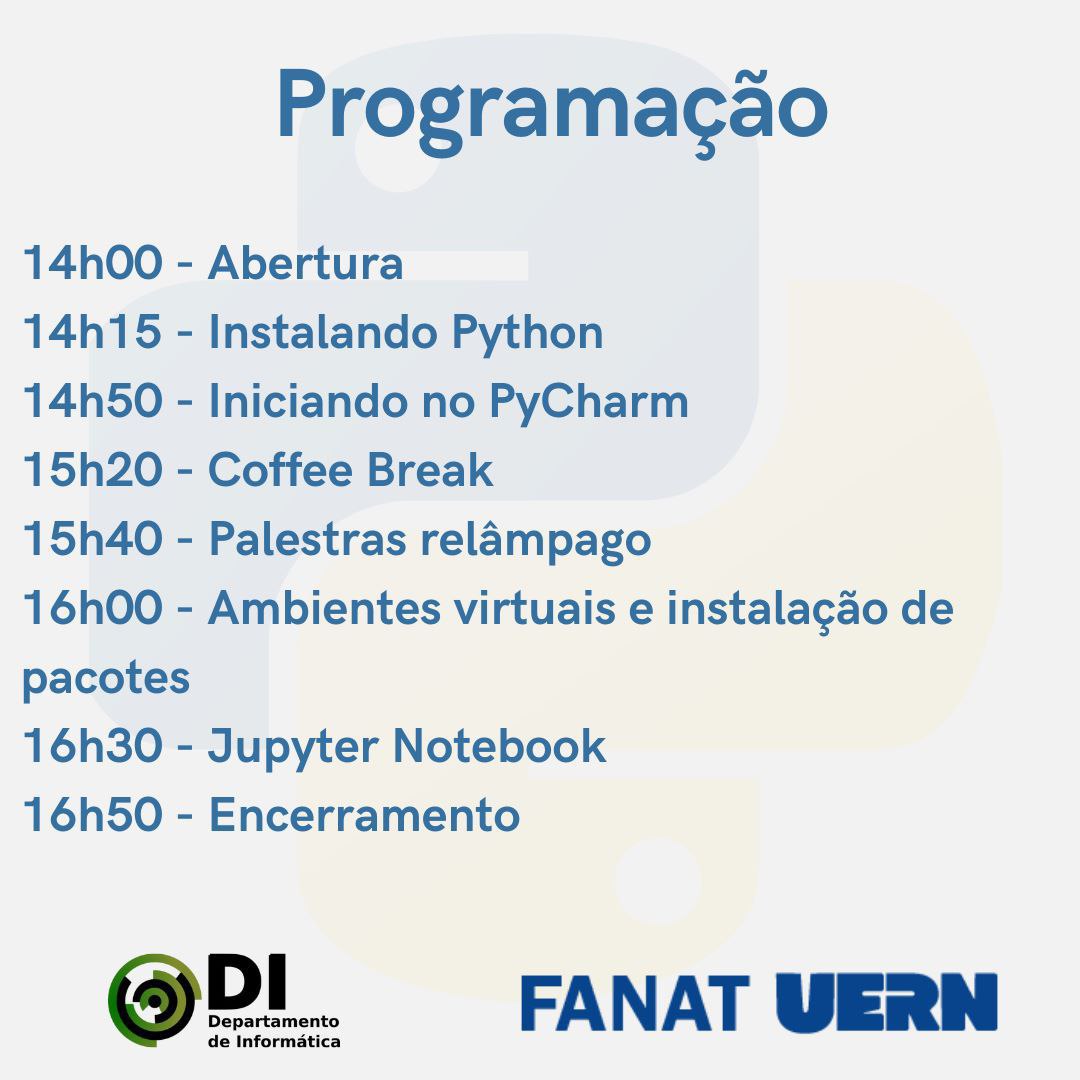 Programação
14h00 - Abertura
14h15 - Instalando Python
14h50 - Iniciando no PyCharm
15h20 - Coffee Break
15h40 - Palestras relâmpago
16h00 - Ambientes virtuais e instalação de
pacotes
16h30 - Jupyter Notebook
16h50 - Encerramento
DI
Departamento
de Informática
FANAT UERN